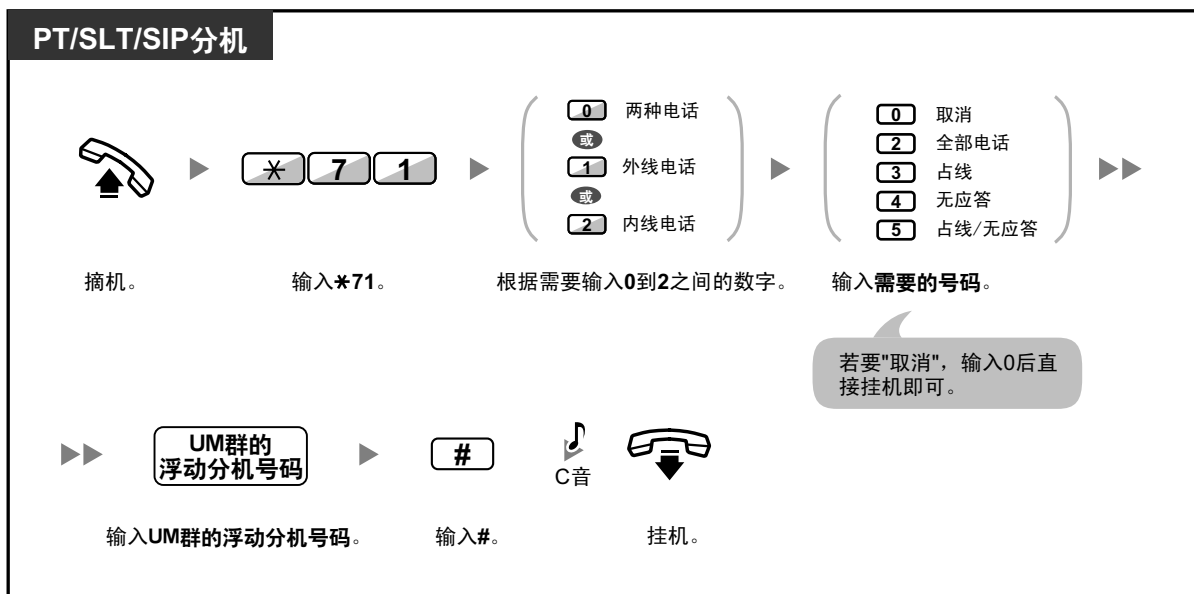 PT/SLT/SIP分机
0 两种电话
或
1 外线电话
或
2 内线电话
0 取消
2 全部电话
3 占线
4 无应答
5 占线/无应答
✳ 7 1
摘机。
输入✳71。
根据需要输入0到2之间的数字。
输入需要的号码。
若要"取消"，输入0后直
接挂机即可。
UM群的
浮动分机号码
#
C音
输入UM群的浮动分机号码。
输入#。
挂机。